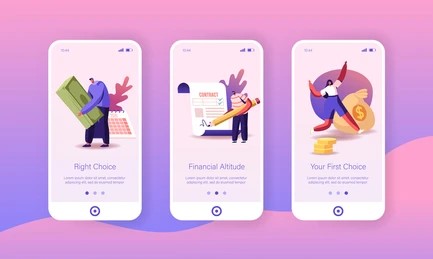 Right Choice
Lorem ipsum dolor sit amet, consectetur
adipiscing elit, sed do eiusmod tempor
CONTRACT
Financial Altitude
Lorem ipsum dolor sit amet, consectetur
adipiscing elit, sed do eiusmod tempor
Your First Choice
Lorem ipsum dolor sit amet, consectetur
adipiscing elit, sed do eiusmod tempor